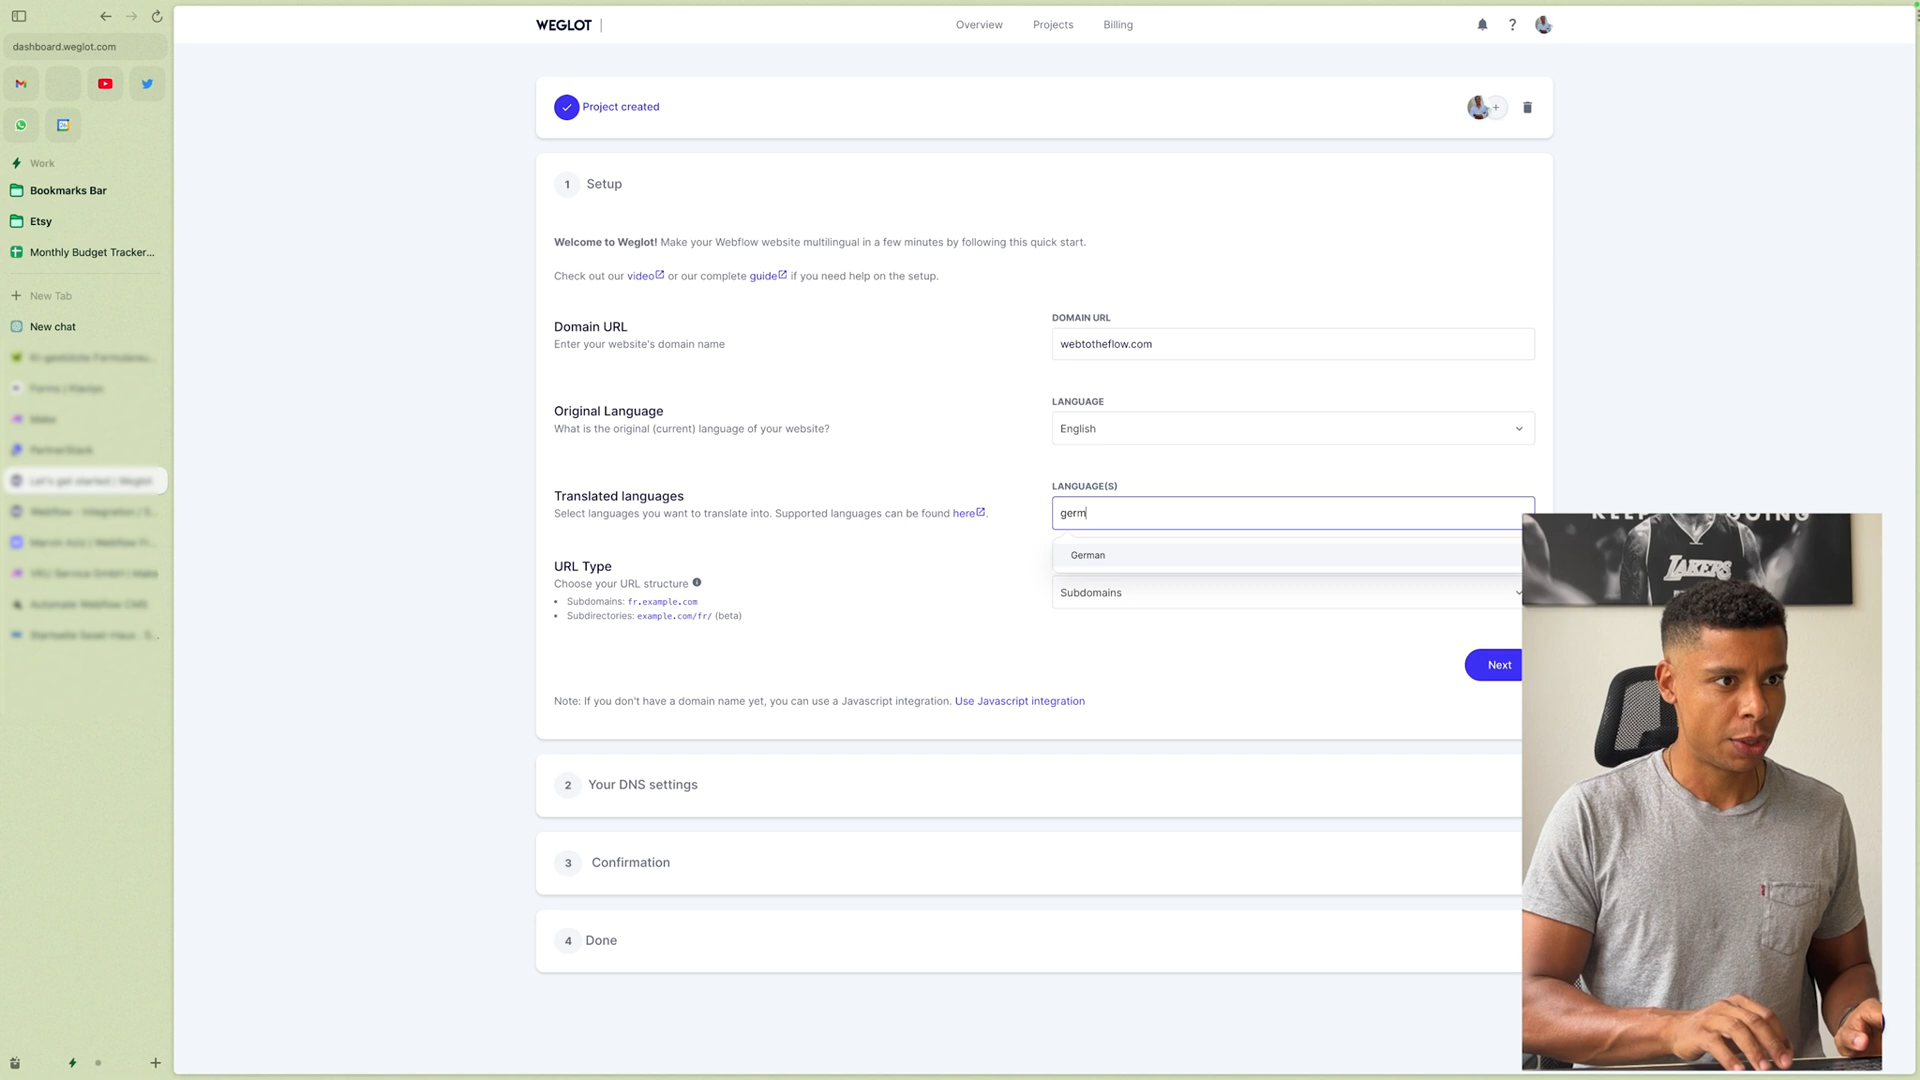 dashboard.weglot.com
Work
Bookmarks Bar
Etsy
Monthly Budget Tracker...
New Tab
New chat
WEGLOT
Overview
Projects
Billing
Project created
1 Setup
Welcome to Weglot! Make your Webflow website multilingual in a few minutes by following this quick start.
Check out our video or our complete guide if you need help on the setup.
Domain URL
Enter your website's domain name
DOMAIN URL
webtotheflow.com
Original Language
What is the original (current) language of your website?
LANGUAGE
English
Translated languages
Select languages you want to translate into. Supported languages can be found here.
LANGUAGE(S)
germ
German
URL Type
Choose your URL structure
• Subdomains: fr.example.com
• Subdirectories: example.com/fr/ (beta)
Subdomains
Next
Note: If you don't have a domain name yet, you can use a Javascript integration. Use Javascript integration
2 Your DNS settings
3 Confirmation
4 Done
LAKERS